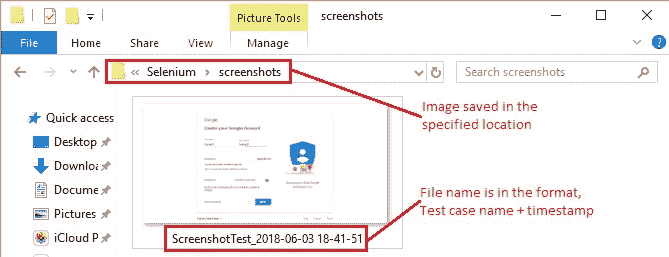 Picture Tools
screenshots
File
Home
Share
View
Manage
« Selenium > screenshots
Search screenshots
Quick access
Desktop
Downloa
Docume
Pictures
iCloud P
Google
Create your Google Account
ScreenshotTest_2018-06-03 18-41-51
Image saved in the
specified location
File name is in the format,
Test case name + timestamp